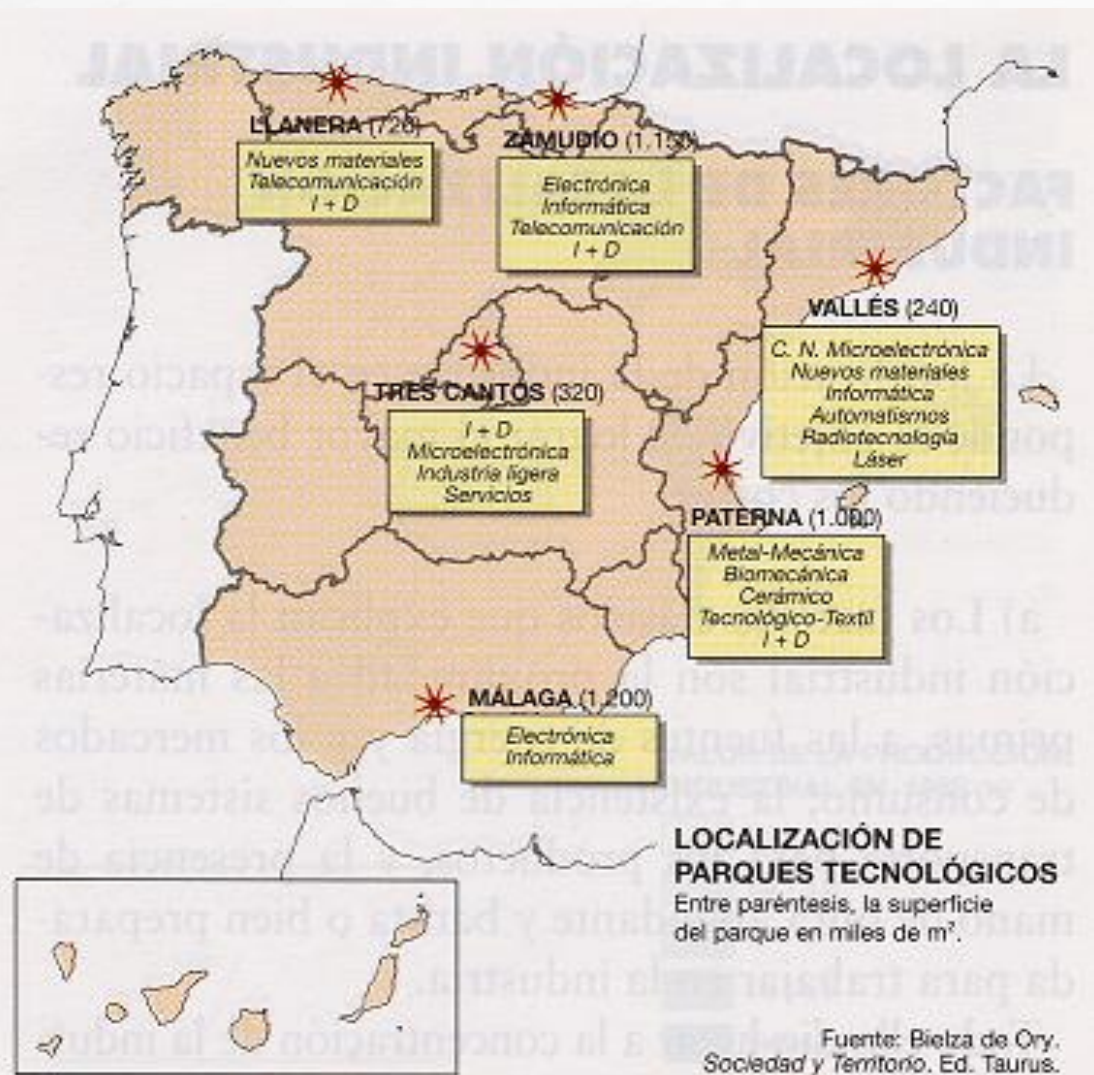 LLANERA (720)
Nuevos materiales
Telecomunicación
I + D
ZAMUDIO (1.150)
Electrónica
Informática
Telecomunicación
I + D
VALLÉS (240)
C. N. Microelectrónica
Nuevos materiales
Informática
Automatismos
Radiotecnología
Láser
TRES CANTOS (320)
I + D
Microelectrónica
Industria ligera
Servicios
PATERNA (1.000)
Metal-Mecánica
Biomecánica
Cerámico
Tecnológico-Textil
I + D
MÁLAGA (1.200)
Electrónica
Informática
LOCALIZACIÓN DE
PARQUES TECNOLÓGICOS
Entre paréntesis, la superficie
del parque en miles de m².
Fuente: Bielza de Ory.
Sociedad y Territorio. Ed. Taurus.